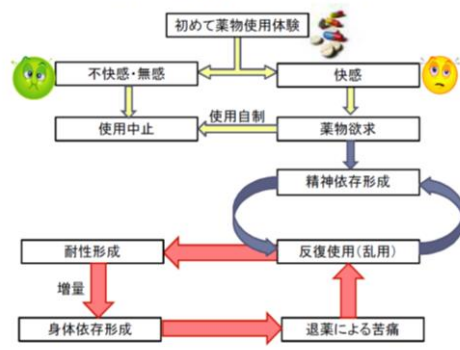 初めて薬物使用体験
不快感・無感
快感
使用中止
使用自制
薬物欲求
精神依存形成
耐性形成
反復使用(乱用)
増量
身体依存形成
退薬による苦痛